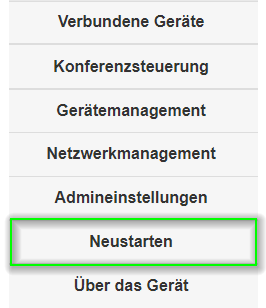 Verbundene Geräte
Konferenzsteuerung
Gerätemanagement
Netzwerkmanagement
Admineinstellungen
Neustarten
Über das Gerät